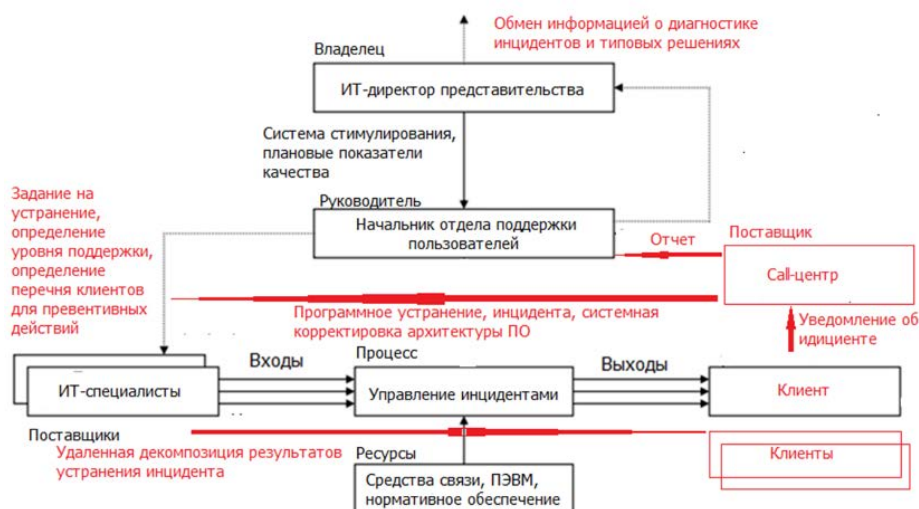 Обмен информацией о диагностике
инцидентов и типовых решениях
Владелец
ИТ-директор представительства
Система стимулирования,
плановые показатели
качества
Задание на
устранение,
определение
уровня поддержки,
определение
перечня клиентов
для превентивных
действий
Руководитель
Начальник отдела поддержки
пользователей
Отчет
Поставщик
Call-центр
Программное устранение, инцидента, системная
корректировка архитектуры ПО
Уведомление об
идициенте
Входы
Процесс
Выходы
ИТ-специалисты
Управление инцидентами
Клиент
Поставщики
Удаленная декомпозиция результатов
устранения инцидента
Ресурсы
Клиенты
Средства связи, ПЭВМ,
нормативное обеспечение